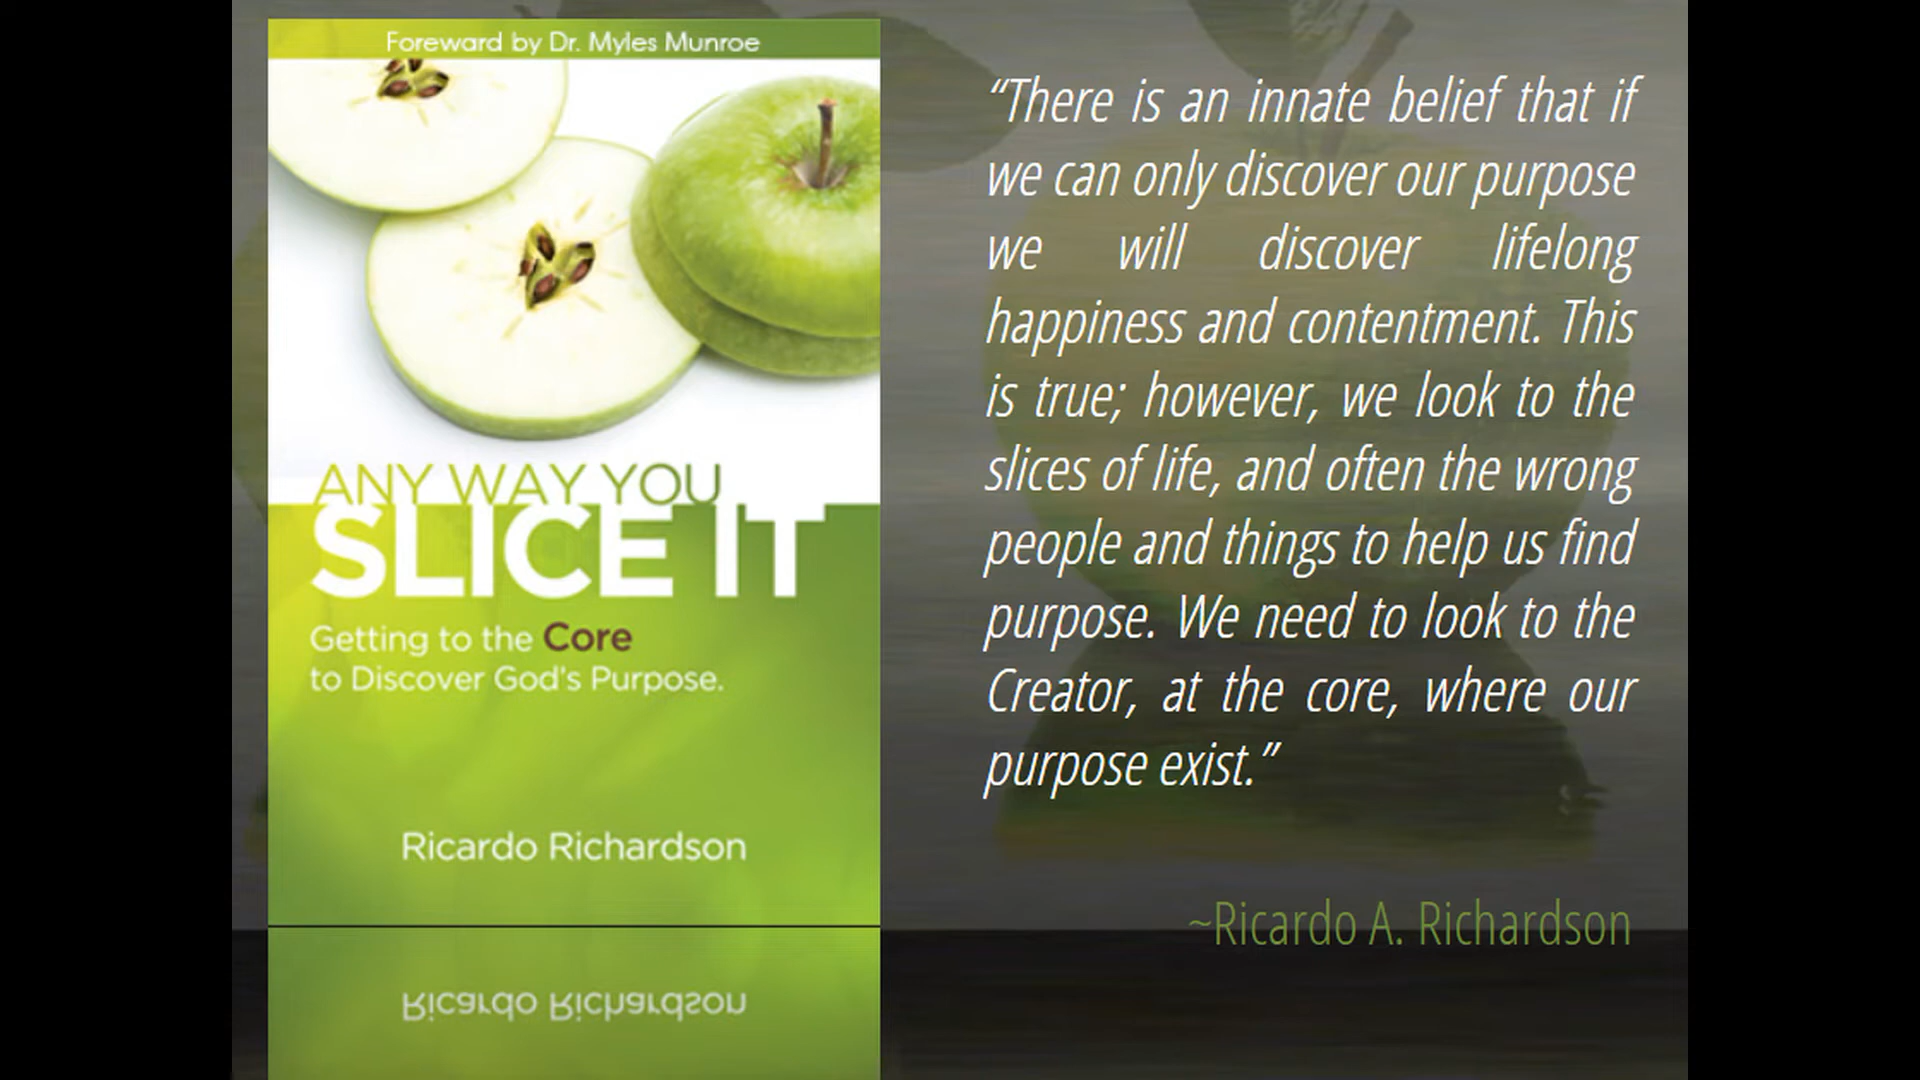 Foreward by Dr. Myles Munroe
ANY WAY YOU
SLICE IT
Getting to the Core
to Discover God's Purpose.
Ricardo Richardson
Ricardo Richardson
“There is an innate belief that if
we can only discover our purpose
we will discover lifelong
happiness and contentment. This
is true; however, we look to the
slices of life, and often the wrong
people and things to help us find
purpose. We need to look to the
Creator, at the core, where our
purpose exist.”
~Ricardo A. Richardson